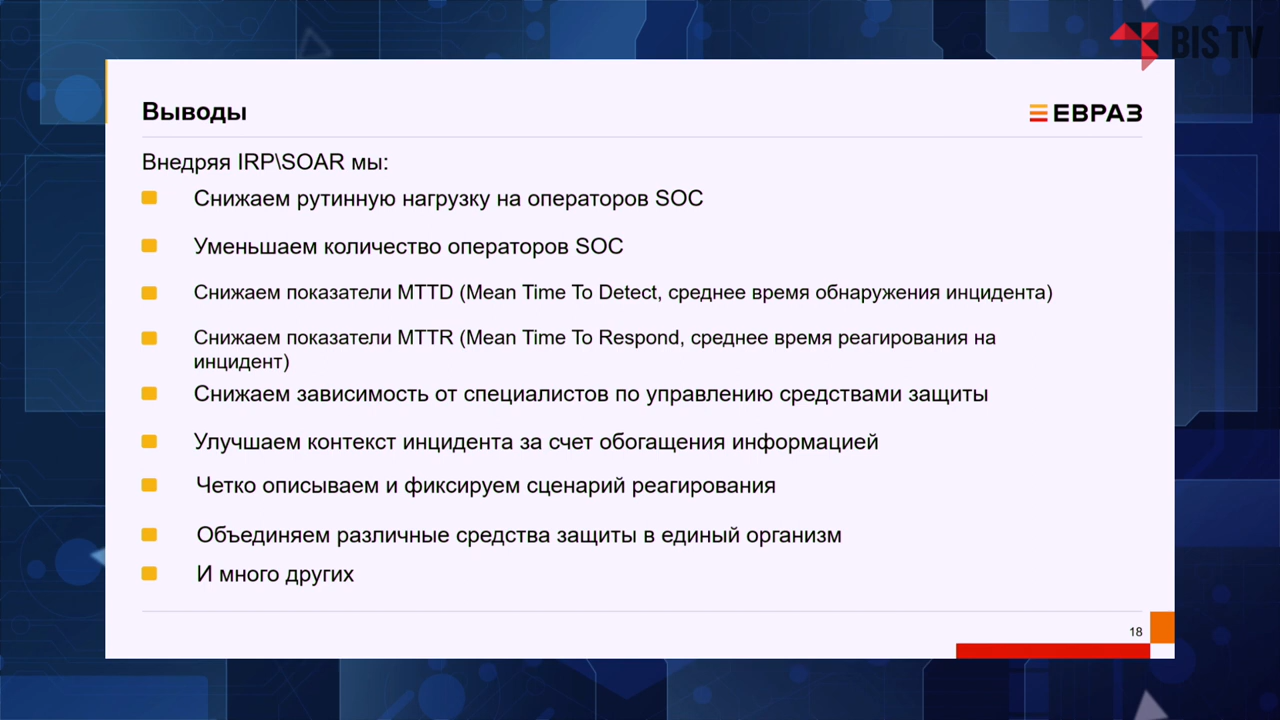 BIS TV
Выводы
ЕВРАЗ
Внедряя IRP\SOAR мы:
Снижаем рутинную нагрузку на операторов SOC
Уменьшаем количество операторов SOC
Снижаем показатели MTTD (Mean Time To Detect, среднее время обнаружения инцидента)
Снижаем показатели MTTR (Mean Time To Respond, среднее время реагирования на
инцидент)
Снижаем зависимость от специалистов по управлению средствами защиты
Улучшаем контекст инцидента за счет обогащения информацией
Четко описываем и фиксируем сценарий реагирования
Объединяем различные средства защиты в единый организм
И много других
18